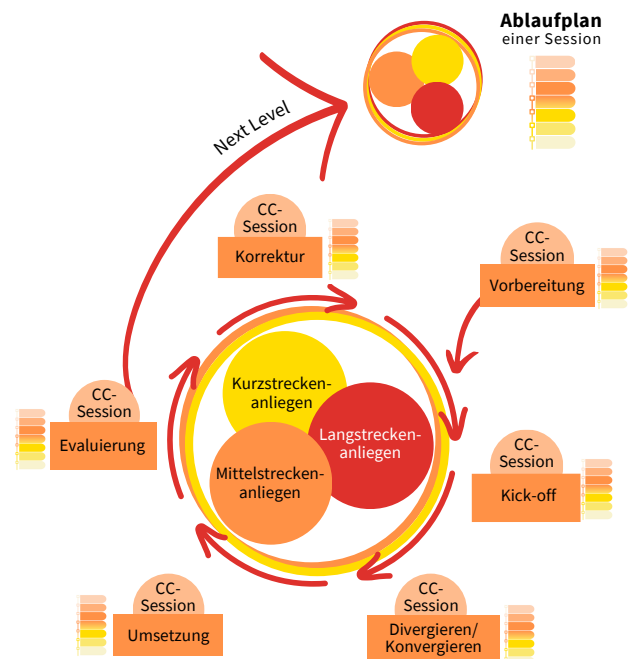 Ablaufplan
einer Session
Next Level
CC-
Session
Korrektur
CC-
Session
Vorbereitung
Kurzstrecken-
anliegen
Langstrecken-
anliegen
Mittelstrecken-
anliegen
CC-
Session
Evaluierung
CC-
Session
Kick-off
CC-
Session
Umsetzung
CC-
Session
Divergieren/
Konvergieren